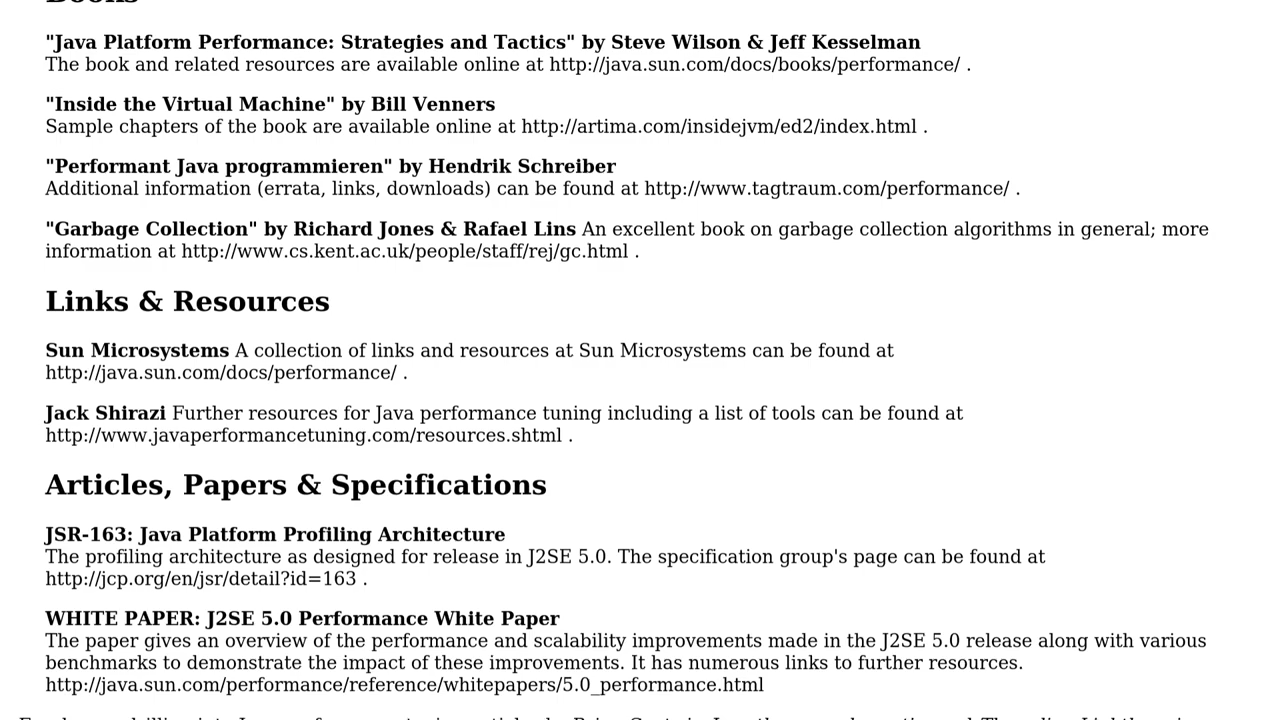 Books
"Java Platform Performance: Strategies and Tactics" by Steve Wilson & Jeff Kesselman
The book and related resources are available online at http://java.sun.com/docs/books/performance/ .
"Inside the Virtual Machine" by Bill Venners
Sample chapters of the book are available online at http://artima.com/insidejvm/ed2/index.html .
"Performant Java programmieren" by Hendrik Schreiber
Additional information (errata, links, downloads) can be found at http://www.tagtraum.com/performance/ .
"Garbage Collection" by Richard Jones & Rafael Lins An excellent book on garbage collection algorithms in general; more
information at http://www.cs.kent.ac.uk/people/staff/rej/gc.html .
Links & Resources
Sun Microsystems A collection of links and resources at Sun Microsystems can be found at
http://java.sun.com/docs/performance/ .
Jack Shirazi Further resources for Java performance tuning including a list of tools can be found at
http://www.javaperformancetuning.com/resources.shtml .
Articles, Papers & Specifications
JSR-163: Java Platform Profiling Architecture
The profiling architecture as designed for release in J2SE 5.0. The specification group's page can be found at
http://jcp.org/en/jsr/detail?id=163 .
WHITE PAPER: J2SE 5.0 Performance White Paper
The paper gives an overview of the performance and scalability improvements made in the J2SE 5.0 release along with various
benchmarks to demonstrate the impact of these improvements. It has numerous links to further resources.
http://java.sun.com/performance/reference/whitepapers/5.0_performance.html